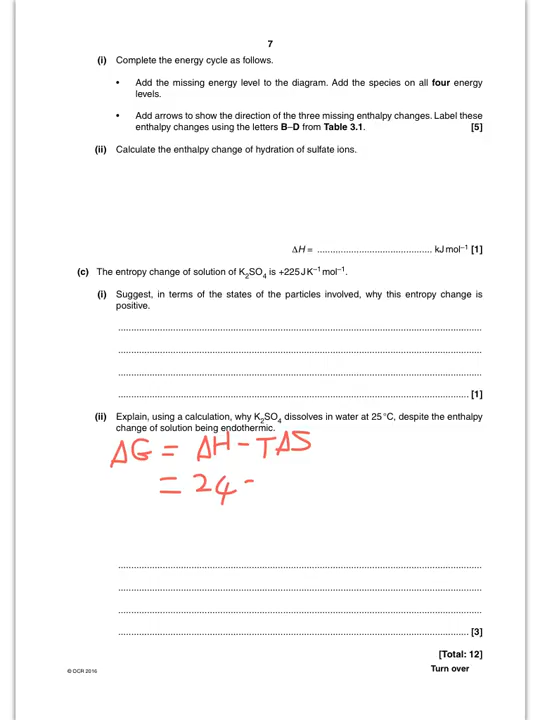 7
(i) Complete the energy cycle as follows.
• Add the missing energy level to the diagram. Add the species on all four energy
levels.
• Add arrows to show the direction of the three missing enthalpy changes. Label these
enthalpy changes using the letters B–D from Table 3.1. [5]
(ii) Calculate the enthalpy change of hydration of sulfate ions.
ΔH = ............................................ kJ mol⁻¹ [1]
(c) The entropy change of solution of K₂SO₄ is +225 J K⁻¹ mol⁻¹.
(i) Suggest, in terms of the states of the particles involved, why this entropy change is
positive.
[1]
(ii) Explain, using a calculation, why K₂SO₄ dissolves in water at 25 °C, despite the enthalpy
change of solution being endothermic.
ΔG = ΔH − TΔS
= 24 −
[3]
[Total: 12]
© OCR 2016 Turn over